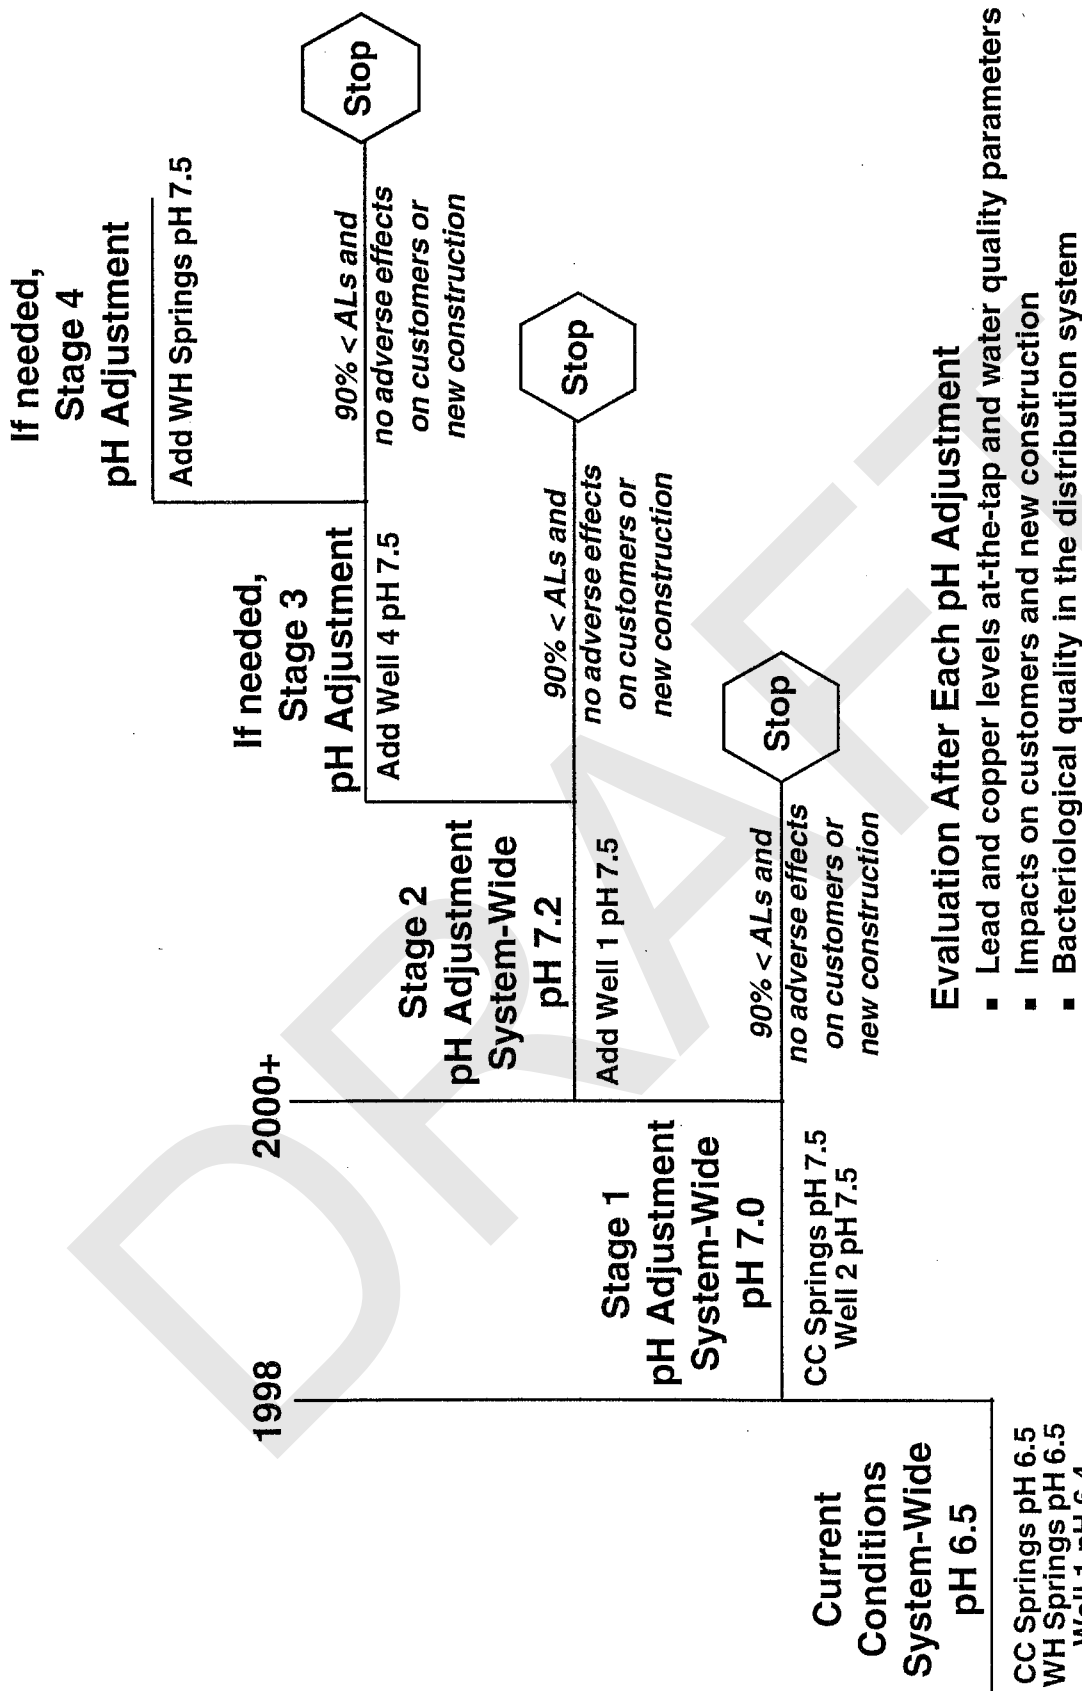 If needed,
Stage 4
pH Adjustment
Add WH Springs pH 7.5
90% < ALs and
no adverse effects
on customers or
new construction
Stop
If needed,
Stage 3
pH Adjustment
Add Well 4 pH 7.5
90% < ALs and
no adverse effects
on customers or
new construction
Stop
2000+
Stage 2
pH Adjustment
System-Wide
pH 7.2
Add Well 1 pH 7.5
90% < ALs and
no adverse effects
on customers or
new construction
Stop
1998
Stage 1
pH Adjustment
System-Wide
pH 7.0
CC Springs pH 7.5
Well 2 pH 7.5
Current
Conditions
System-Wide
pH 6.5
CC Springs pH 6.5
WH Springs pH 6.5
Well 1 pH 6.4
Evaluation After Each pH Adjustment
▪ Lead and copper levels at-the-tap and water quality parameters
▪ Impacts on customers and new construction
▪ Bacteriological quality in the distribution system
DRAFT